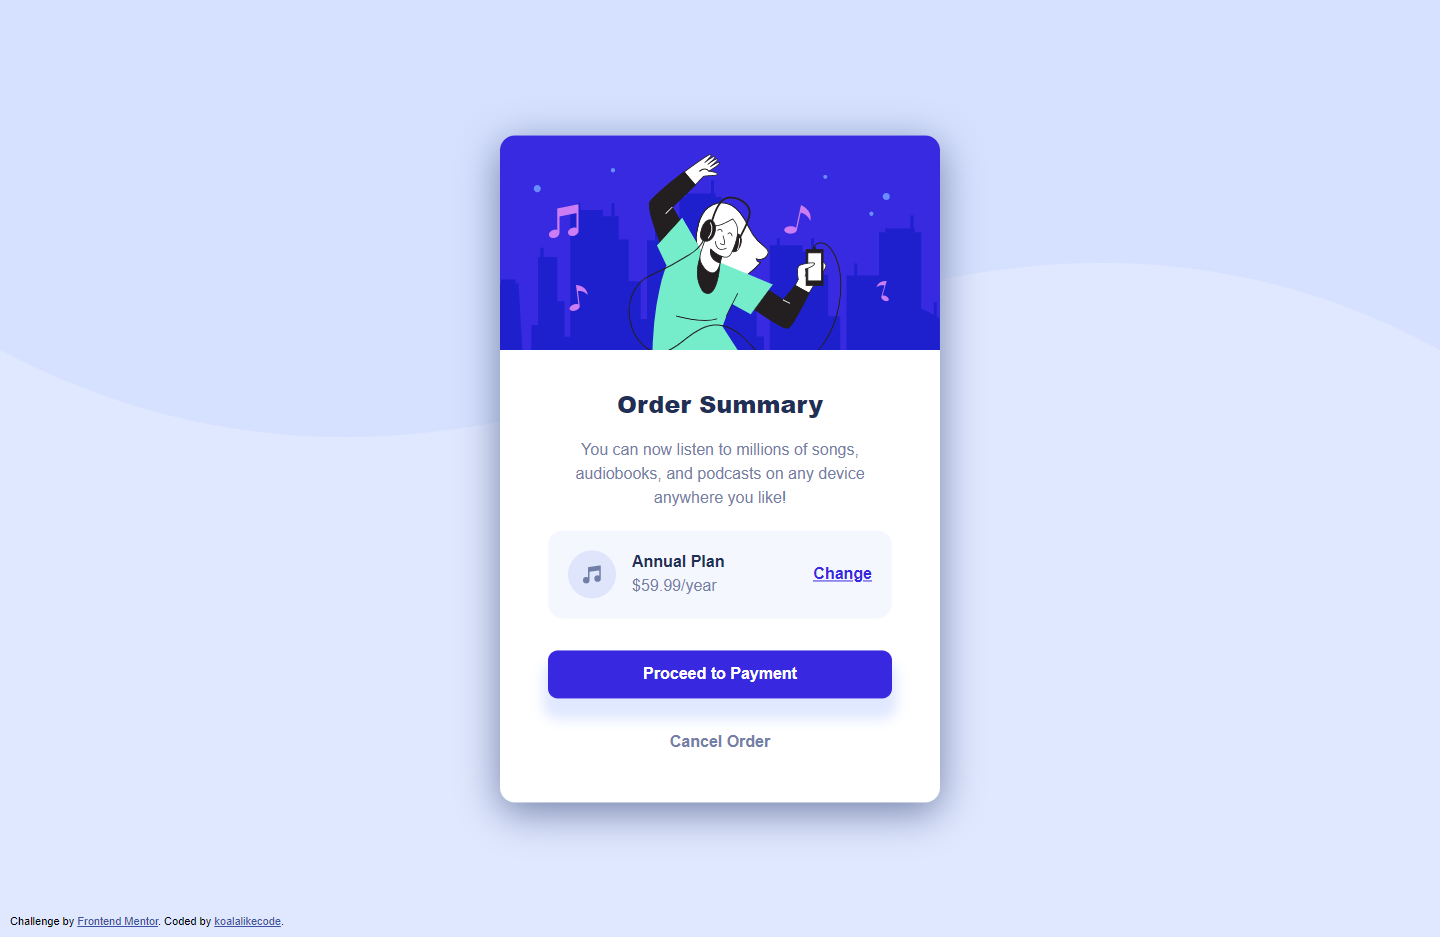 Order Summary
You can now listen to millions of songs,
audiobooks, and podcasts on any device
anywhere you like!
Annual Plan
$59.99/year
Change
Proceed to Payment
Cancel Order
Challenge by Frontend Mentor. Coded by koalalikecode.